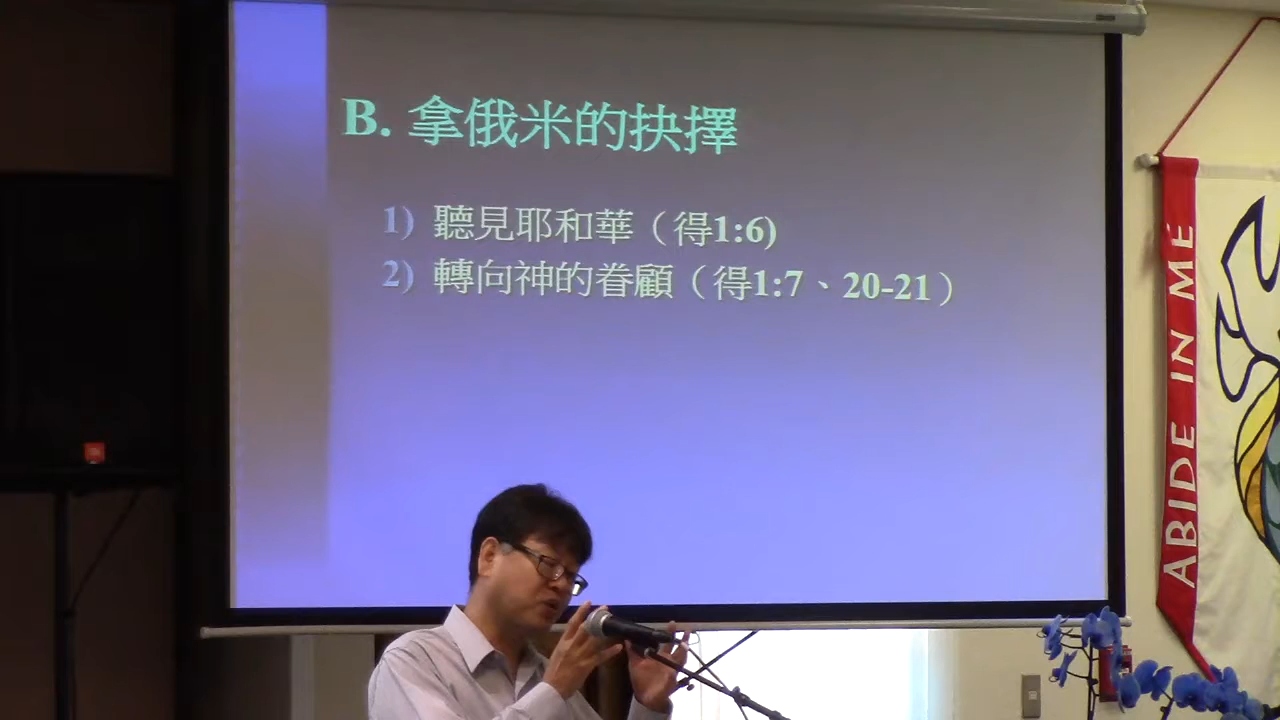 B. 拿俄米的抉擇
1) 聽見耶和華（得1:6)
2) 轉向神的眷顧（得1:7、20-21）
ABIDE IN ME